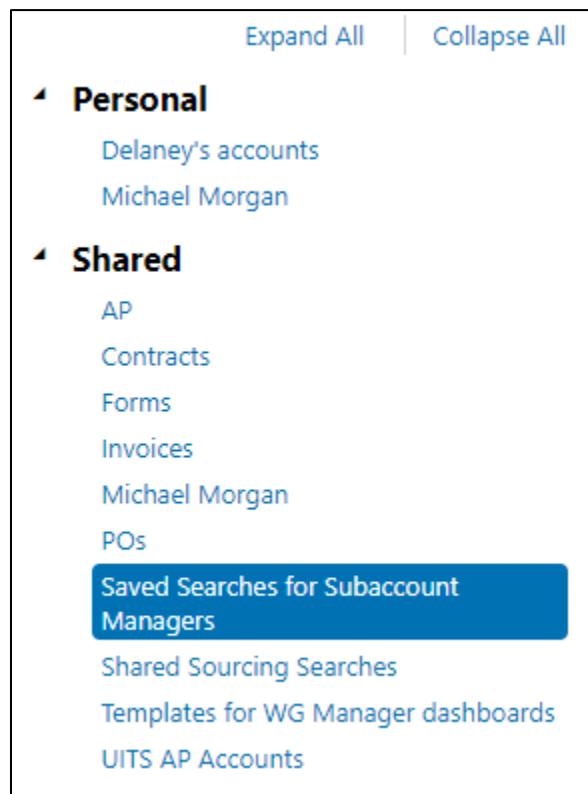 Expand All Collapse All
Personal
Delaney's accounts
Michael Morgan
Shared
AP
Contracts
Forms
Invoices
Michael Morgan
POs
Saved Searches for Subaccount
Managers
Shared Sourcing Searches
Templates for WG Manager dashboards
UITS AP Accounts